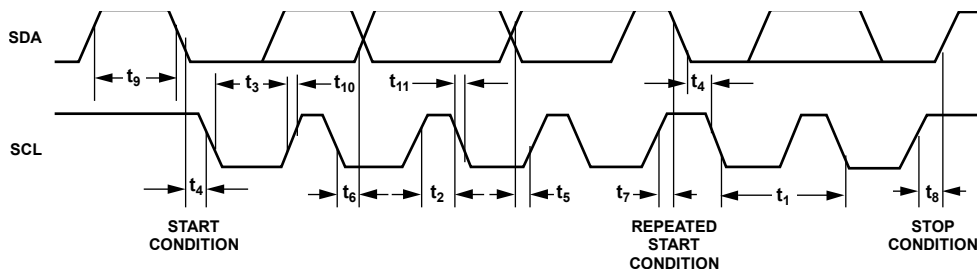 SDA
t9
t3
t10
t11
t4
SCL
t4
t6
t2
t5
t7
t1
t8
START
CONDITION
REPEATED
START
CONDITION
STOP
CONDITION